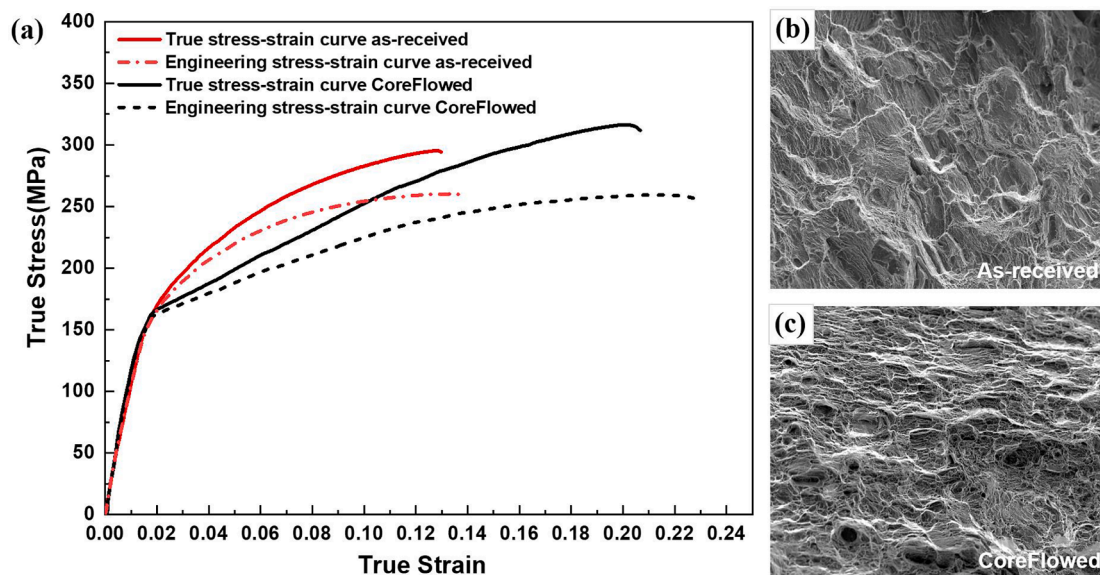 (a)
True stress-strain curve as-received
Engineering stress-strain curve as-received
True stress-strain curve CoreFlowed
Engineering stress-strain curve CoreFlowed
400
350
300
250
200
150
100
50
0
True Stress(MPa)
0.00 0.02 0.04 0.06 0.08 0.10 0.12 0.14 0.16 0.18 0.20 0.22 0.24
True Strain
(b)
As-received
(c)
CoreFlowed